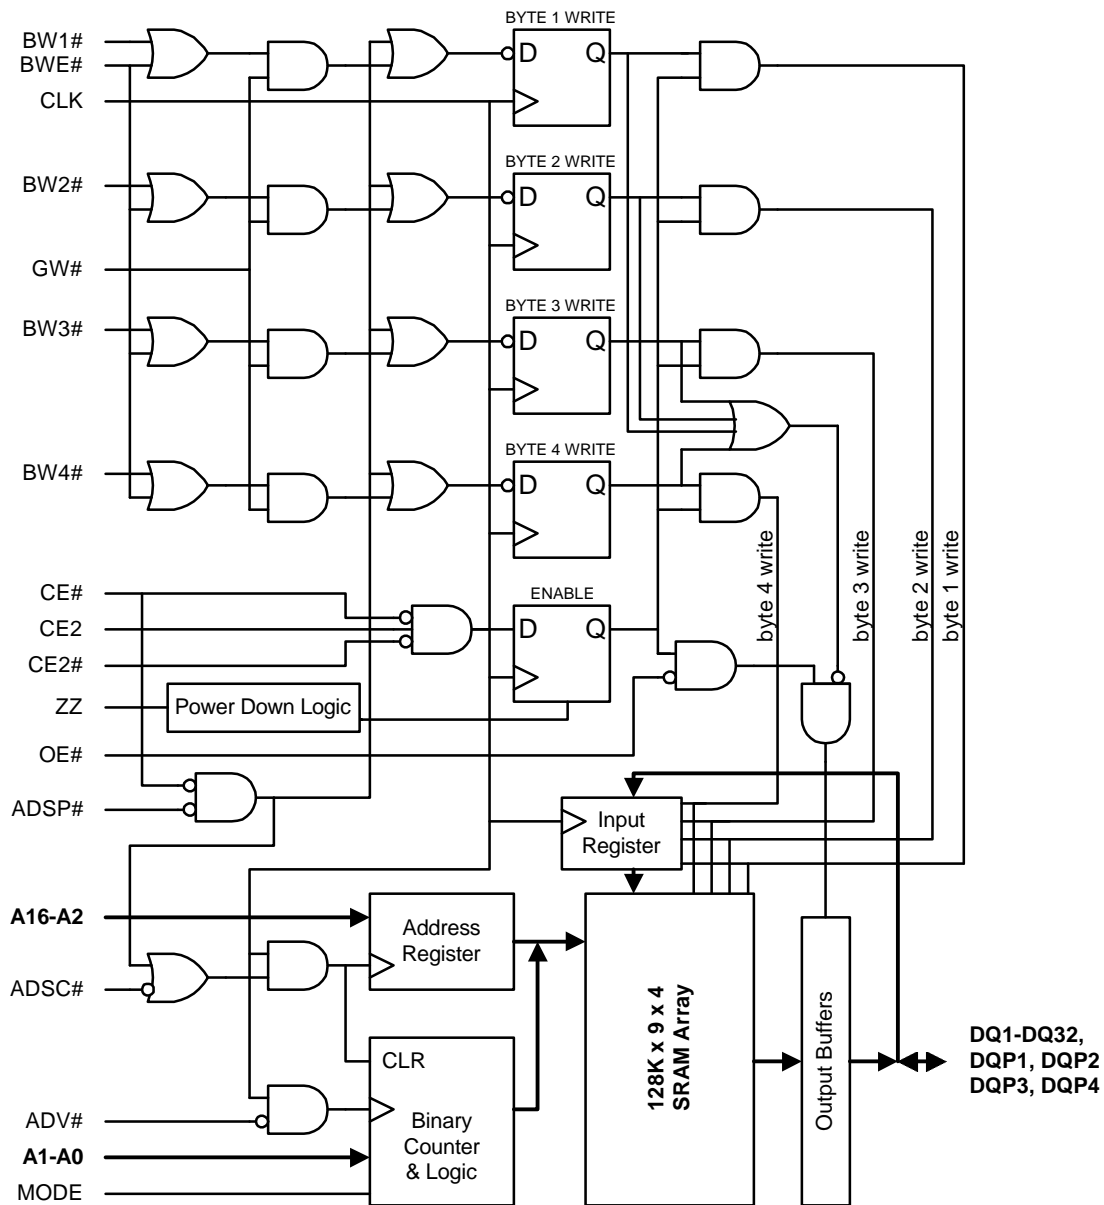 BYTE 1 WRITE
BW1#
BWE#
D Q
CLK
BYTE 2 WRITE
BW2#
D Q
GW#
BYTE 3 WRITE
BW3#
D Q
BYTE 4 WRITE
BW4#
D Q
byte 4 write
byte 3 write
byte 2 write
byte 1 write
CE#
ENABLE
CE2
D Q
CE2#
ZZ
Power Down Logic
OE#
ADSP#
Input
Register
A16-A2
Address
Register
ADSC#
128K x 9 x 4
SRAM Array
Output Buffers
DQ1-DQ32,
DQP1, DQP2
DQP3, DQP4
CLR
ADV#
Binary
Counter
& Logic
A1-A0
MODE